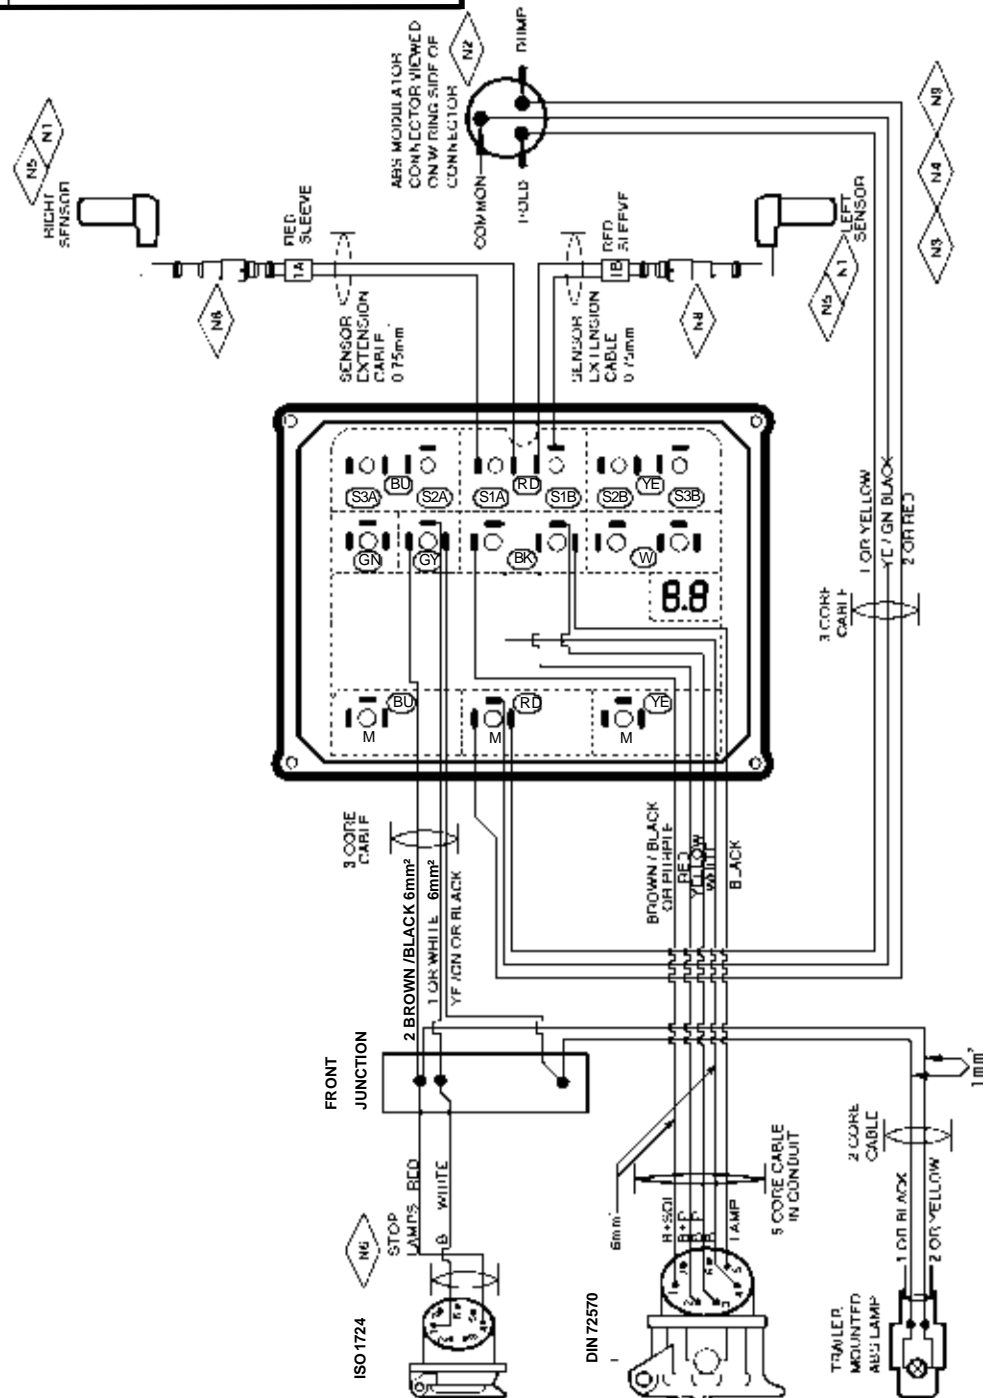 ABS MODULATOR
CONNECTOR VIEWED
ON WIRING SIDE OF
CONNECTOR
N2
DUMP
COMMON
HOLD
N9
N4
N3
N5
N1
RIGHT
SENSOR
RED
SLEEVE
1A
N8
SENSOR
EXTENSION
CABLE
0.75mm
RED
SLEEVE
1B
N8
SENSOR
EXTENSION
CABLE
0.75mm
LEFT
SENSOR
N5
N1
S3A
BU
S2A
S1A
RD
S1B
S2B
YE
S3B
GN
GY
BK
W
8.8
BU
M
RD
M
YE
M
1 OR YELLOW
YE / GN BLACK
2 OR RED
3 CORE
CABLE
3 CORE
CABLE
2 BROWN /BLACK 6mm²
1 OR WHITE 6mm²
YE /GN OR BLACK
BROWN / BLACK
OR PURPLE
RED
YELLOW
WHITE
BLACK
FRONT
JUNCTION
N6
STOP
LAMPS RED
B WHITE
ISO1724
6mm²
B+SOL
B+D
LAMP
5 CORE CABLE
IN CONDUIT
DIN 72570
2 CORE
CABLE
1mm²
1 OR BLACK
2 OR YELLOW
TRAILER
MOUNTED
ABS LAMP